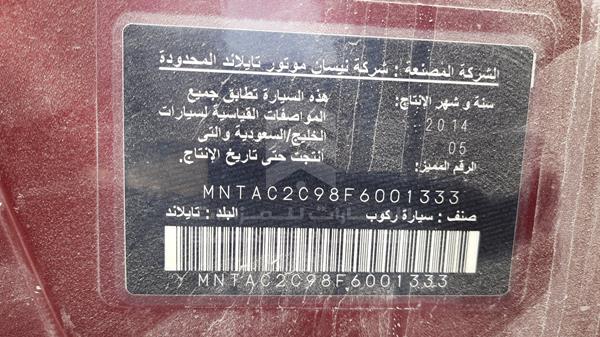 الشركة المصنعة : شركة نيسان موتور تايلاند المحدودة
سنة و شهر الإنتاج: هذه السيارة تطابق جميع
2014 المواصفات القياسية لسيارات
05 الخليج/السعودية والتى
الرقم المميز: انتجت حتى تاريخ الإنتاج.
MNTAC2C98F6001333
صنف : سيارة ركوب البلد : تايلاند
MNTAC2C98F6001333